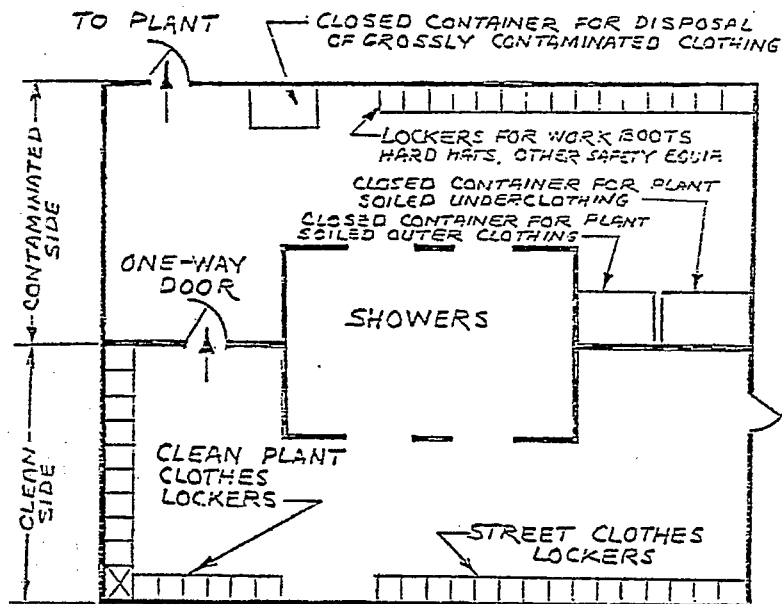 TO PLANT
CLOSED CONTAINER FOR DISPOSAL
OF GROSSLY CONTAMINATED CLOTHING
LOCKERS FOR WORK BOOTS
HARD HATS, OTHER SAFETY EQUIP.
CLOSED CONTAINER FOR PLANT
SOILED UNDERCLOTHING
CLOSED CONTAINER FOR PLANT
SOILED OUTER CLOTHING
CONTAMINATED
SIDE
ONE-WAY
DOOR
SHOWERS
CLEAN
SIDE
CLEAN PLANT
CLOTHES
LOCKERS
STREET CLOTHES
LOCKERS